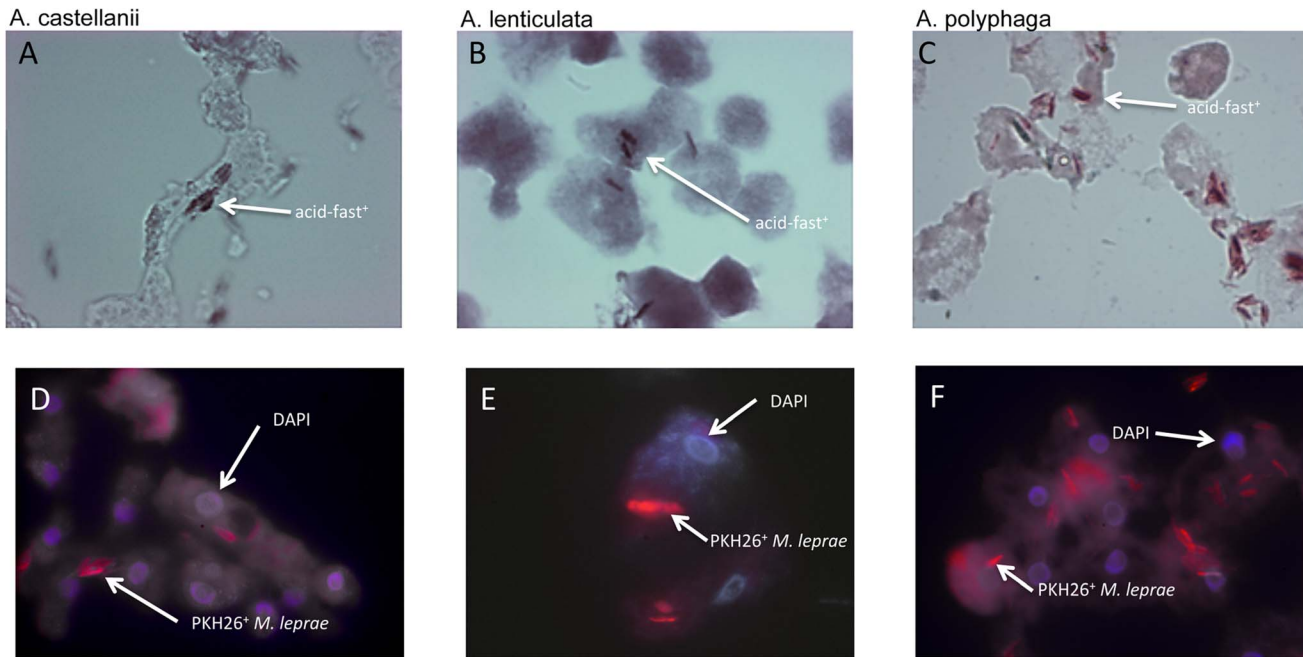 A. castellanii
A. lenticulata
A. polyphaga
A
acid-fast⁺
B
acid-fast⁺
C
acid-fast⁺
D
DAPI
PKH26⁺ M. leprae
E
DAPI
PKH26⁺ M. leprae
F
DAPI
PKH26⁺ M. leprae